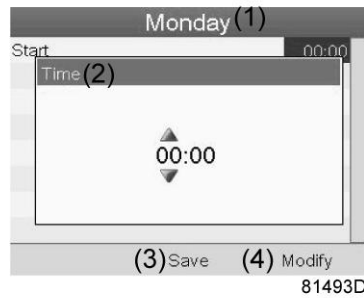 Monday (1)
Start 00:00
Time (2)
00:00
(3) Save (4) Modify
81493D